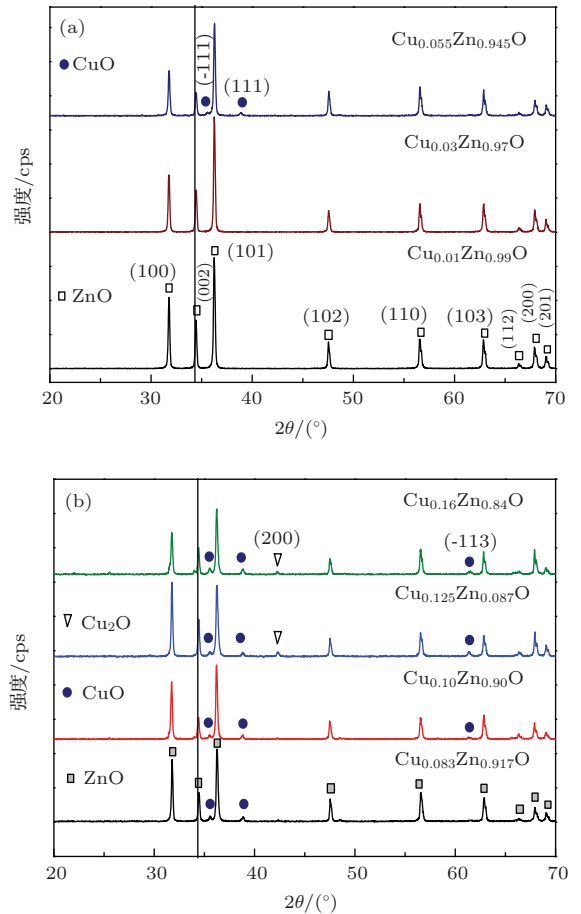 (a)
CuO
(-111)
(111)
Cu0.055Zn0.945O
Cu0.03Zn0.97O
Cu0.01Zn0.99O
ZnO
(100)
(002)
(101)
(102)
(110)
(103)
(112)
(200)
(201)
强度/cps
20 30 40 50 60 70
2θ/(°)
(b)
Cu0.16Zn0.84O
(200)
(-113)
Cu2O
Cu0.125Zn0.087O
CuO
Cu0.10Zn0.90O
ZnO
Cu0.083Zn0.917O
强度/cps
20 30 40 50 60 70
2θ/(°)